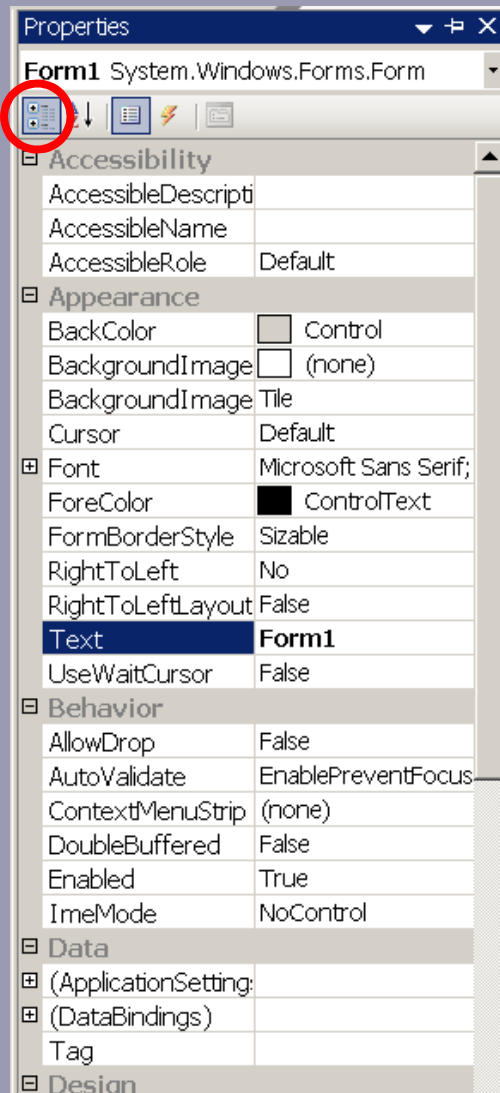 Properties
Form1 System.Windows.Forms.Form
Accessibility
AccessibleDescripti
AccessibleName
AccessibleRole Default
Appearance
BackColor Control
BackgroundImage (none)
BackgroundImage Tile
Cursor Default
Font Microsoft Sans Serif;
ForeColor ControlText
FormBorderStyle Sizable
RightToLeft No
RightToLeftLayout False
Text Form1
UseWaitCursor False
Behavior
AllowDrop False
AutoValidate EnablePreventFocus
ContextMenuStrip (none)
DoubleBuffered False
Enabled True
ImeMode NoControl
Data
(ApplicationSetting
(DataBindings)
Tag
Design